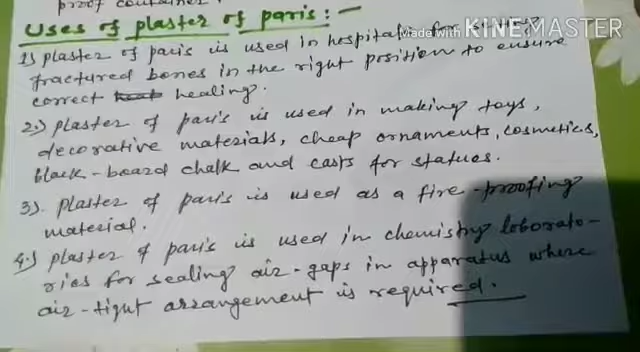 proof container.
Uses of plaster of paris:-
Made with KINEMASTER
1) plaster of paris is used in hospitals for setting
fractured bones in the right position to ensure
correct healing.
2.) plaster of paris is used in making toys,
decorative materials, cheap ornaments, cosmetics,
black-board chalk and casts for statues.
3). plaster of paris is used as a fire-proofing
material.
4.) plaster of paris is used in chemistry loborato-
ries for sealing air-gaps in apparatus where
air-tight arrangement is required.